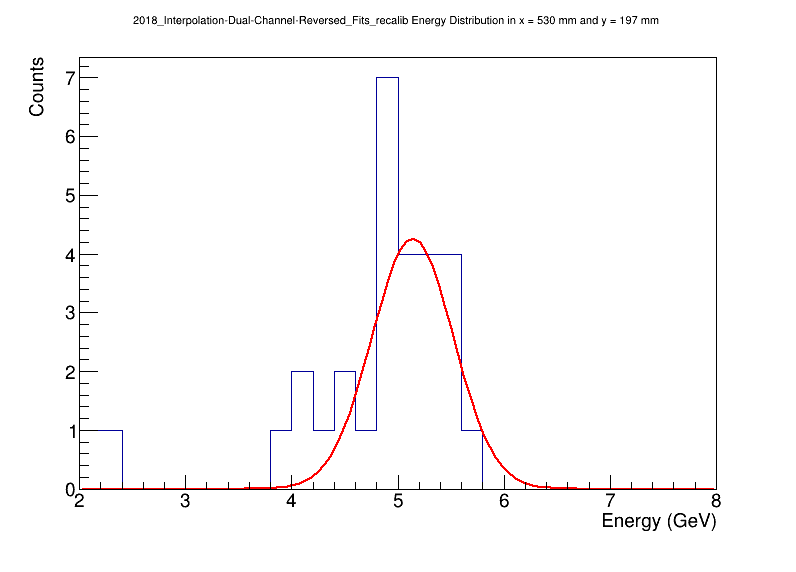 2018_Interpolation-Dual-Channel-Reversed_Fits_recalib Energy Distribution in x = 530 mm and y = 197 mm
Counts
7
6
5
4
3
2
1
0
2 3 4 5 6 7 8
Energy (GeV)